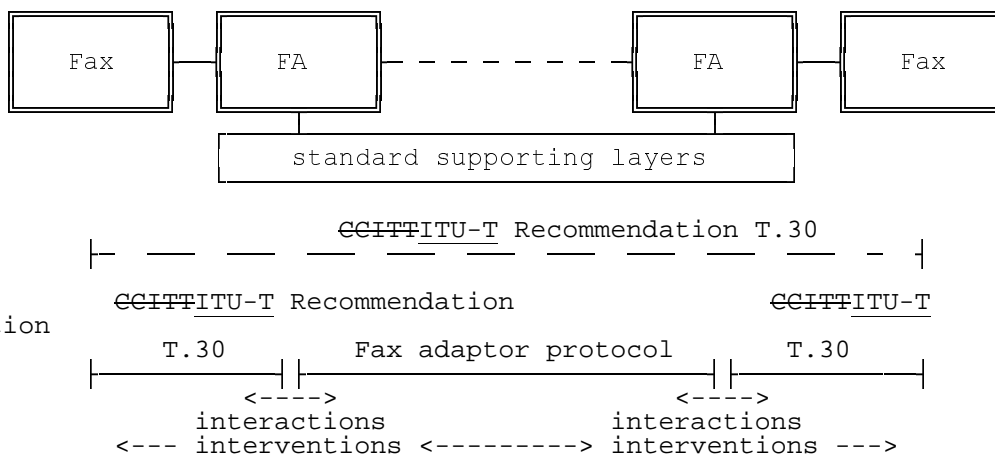 Fax FA FA Fax
standard supporting layers
CCITTITU-T Recommendation T.30
CCITTITU-T Recommendation CCITTITU-T
tion
T.30 Fax adaptor protocol T.30
<----> <---->
interactions interactions
<--- interventions <---------> interventions --->